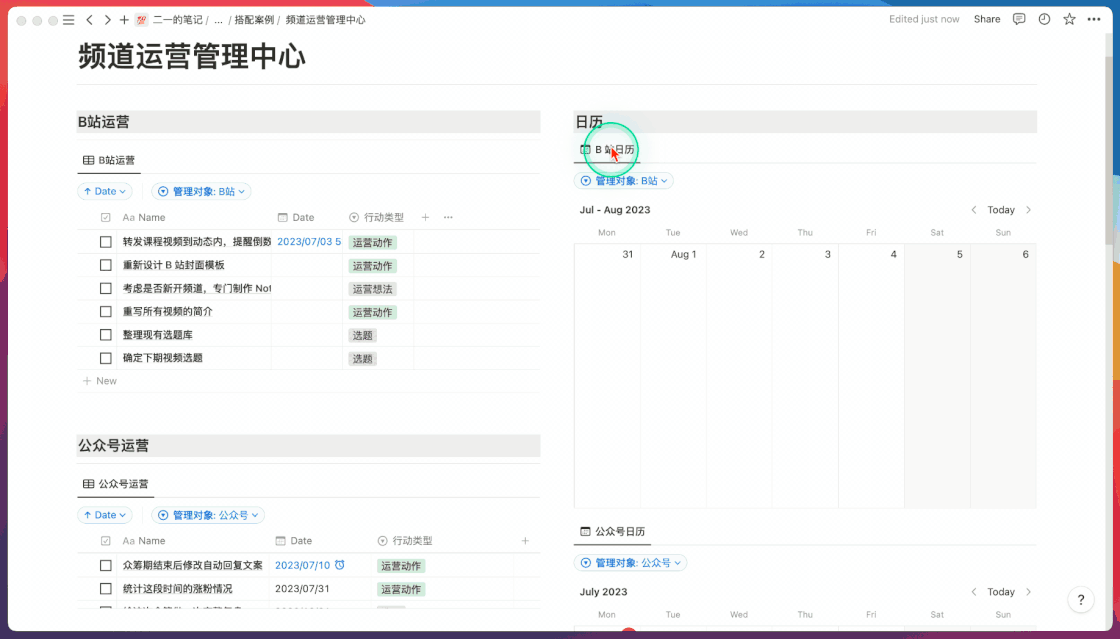 二一的笔记 / ... / 搭配案例 / 频道运营管理中心
Edited just now Share
频道运营管理中心
B站运营
B站运营
Date 管理对象: B站
Aa Name Date 行动类型
转发课程视频到动态内，提醒倒数 2023/07/03 5 运营动作
重新设计 B 站封面模板 运营动作
考虑是否新开频道，专门制作 Not 运营想法
重写所有视频的简介 运营动作
整理现有选题库 选题
确定下期视频选题 选题
New
公众号运营
公众号运营
Date 管理对象: 公众号
Aa Name Date 行动类型
众筹期结束后修改自动回复文案 2023/07/10 运营动作
统计这段时间的涨粉情况 2023/07/31 运营动作
日历
B 站日历
管理对象: B站
Jul - Aug 2023 Today
Mon Tue Wed Thu Fri Sat Sun
31 Aug 1 2 3 4 5 6
公众号日历
管理对象: 公众号
July 2023 Today
Mon Tue Wed Thu Fri Sat Sun
?